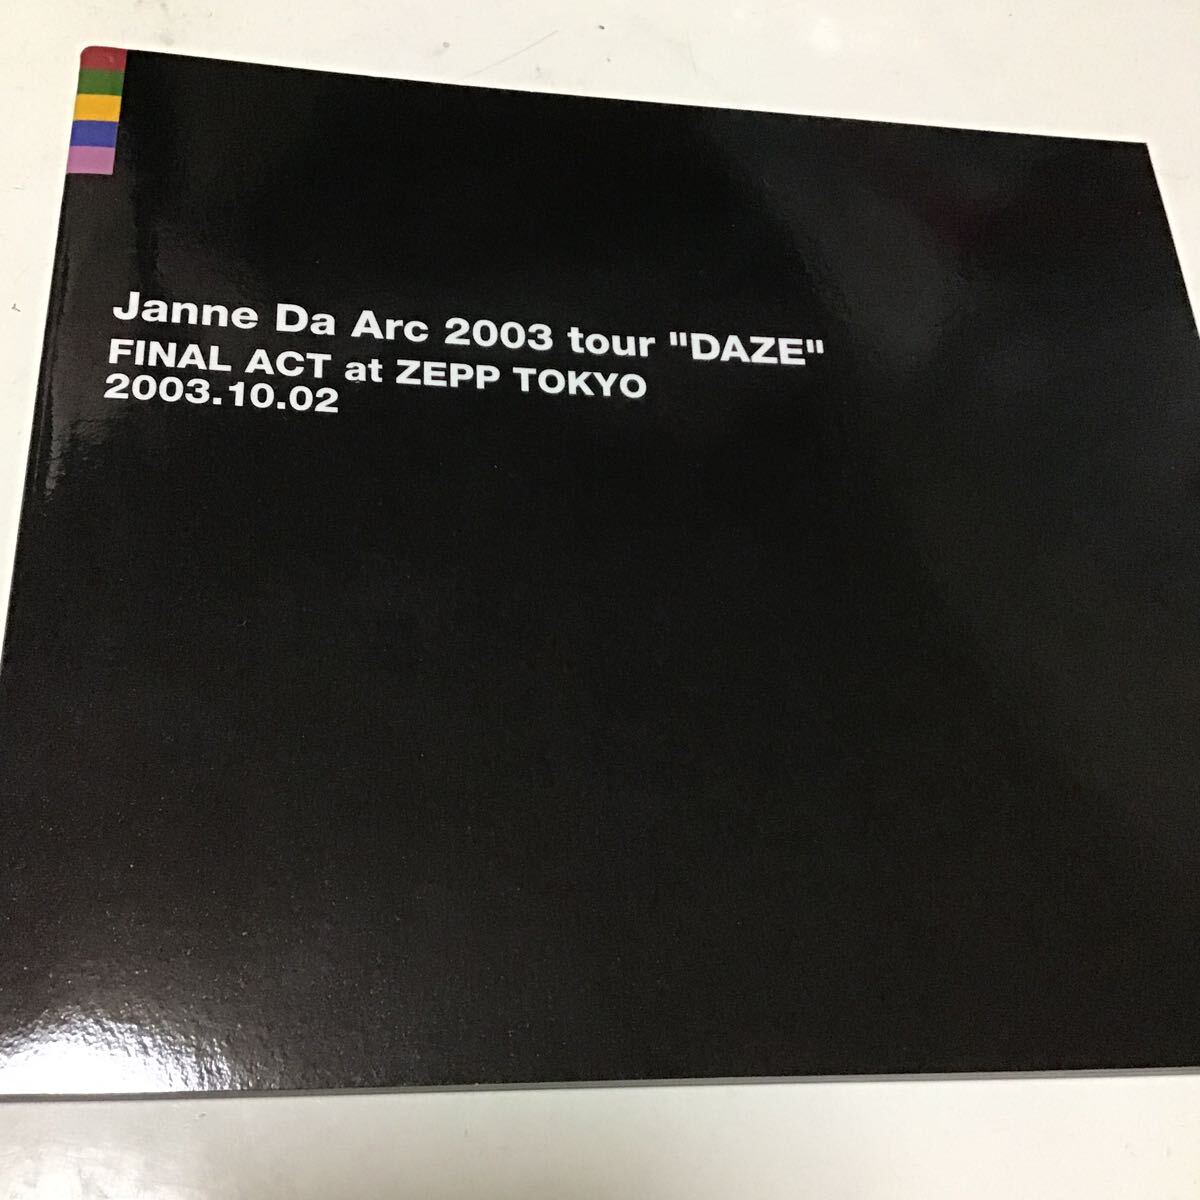 Janne Da Arc 2003 tour "DAZE"
FINAL ACT at ZEPP TOKYO
2003.10.02